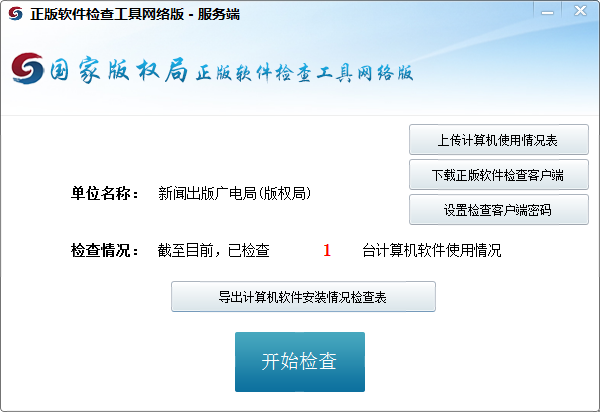 正版软件检查工具网络版 - 服务端
国家版权局 正版软件检查工具网络版
上传计算机使用情况表
下载正版软件检查客户端
设置检查客户端密码
单位名称： 新闻出版广电局(版权局)
检查情况： 截至目前，已检查 1 台计算机软件使用情况
导出计算机软件安装情况检查表
开始检查